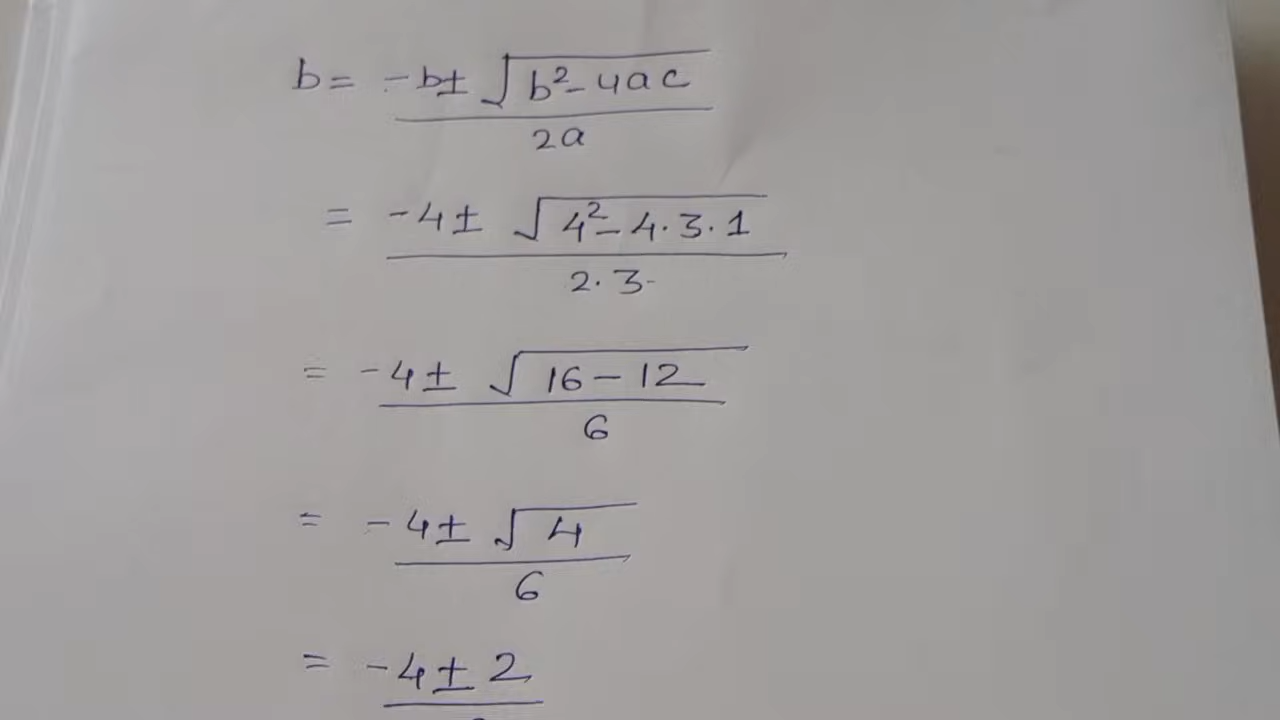 b = -b ± √(b² - 4ac)
2a
= -4 ± √(4² - 4·3·1)
2·3
= -4 ± √(16 - 12)
6
= -4 ± √4
6
= -4 ± 2